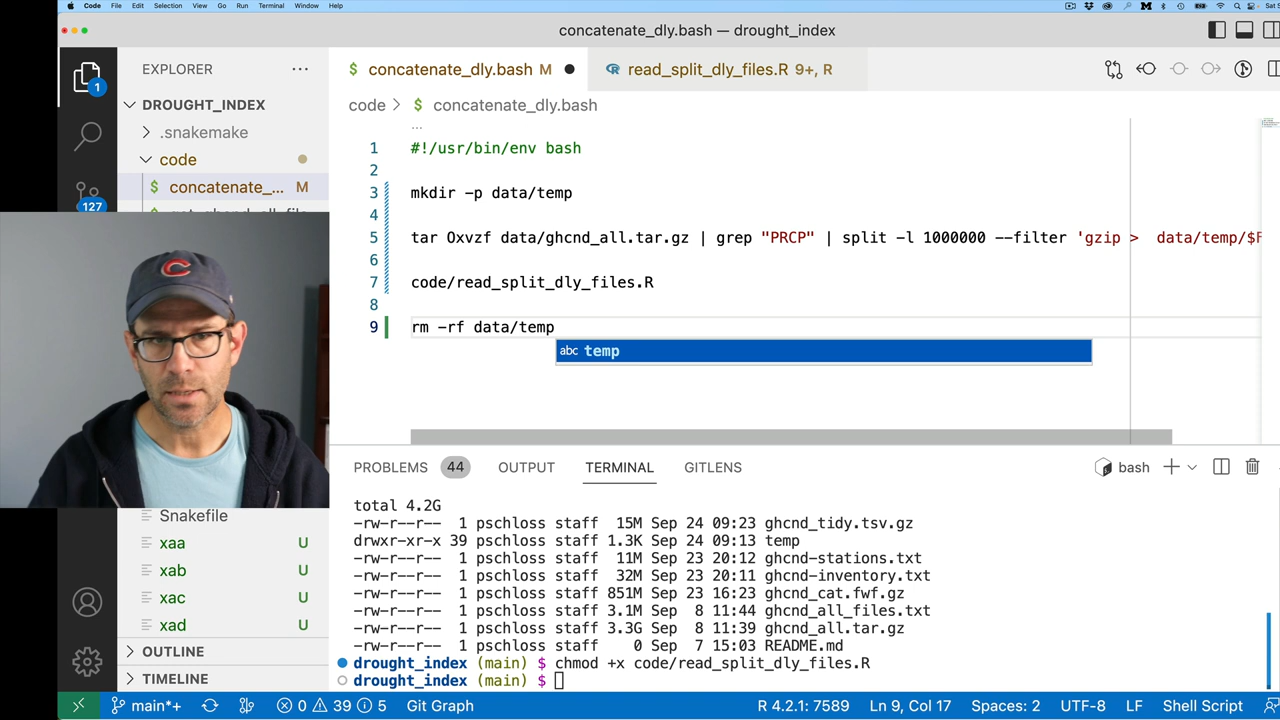 Code File Edit Selection View Go Run Terminal Window Help
concatenate_dly.bash — drought_index
EXPLORER
$ concatenate_dly.bash M
read_split_dly_files.R 9+, R
DROUGHT_INDEX
code > $ concatenate_dly.bash
.snakemake
code
$ concatenate_... M
1
127
1 #!/usr/bin/env bash
2
3 mkdir -p data/temp
4
5 tar Oxvzf data/ghcnd_all.tar.gz | grep "PRCP" | split -l 1000000 --filter 'gzip > data/temp/$F
6
7 code/read_split_dly_files.R
8
9 rm -rf data/temp
abc temp
Snakefile
xaa U
xab U
xac U
xad U
OUTLINE
TIMELINE
PROBLEMS 44 OUTPUT TERMINAL GITLENS
bash
total 4.2G
-rw-r--r-- 1 pschloss staff 15M Sep 24 09:23 ghcnd_tidy.tsv.gz
drwxr-xr-x 39 pschloss staff 1.3K Sep 24 09:13 temp
-rw-r--r-- 1 pschloss staff 11M Sep 23 20:12 ghcnd-stations.txt
-rw-r--r-- 1 pschloss staff 32M Sep 23 20:11 ghcnd-inventory.txt
-rw-r--r-- 1 pschloss staff 851M Sep 23 16:23 ghcnd_cat.fwf.gz
-rw-r--r-- 1 pschloss staff 3.1M Sep 8 11:44 ghcnd_all_files.txt
-rw-r--r-- 1 pschloss staff 3.3G Sep 8 11:39 ghcnd_all.tar.gz
-rw-r--r-- 1 pschloss staff 0 Sep 7 15:03 README.md
drought_index (main) $ chmod +x code/read_split_dly_files.R
drought_index (main) $
main*+ 0 39 5 Git Graph R 4.2.1: 7589 Ln 9, Col 17 Spaces: 2 UTF-8 LF Shell Script